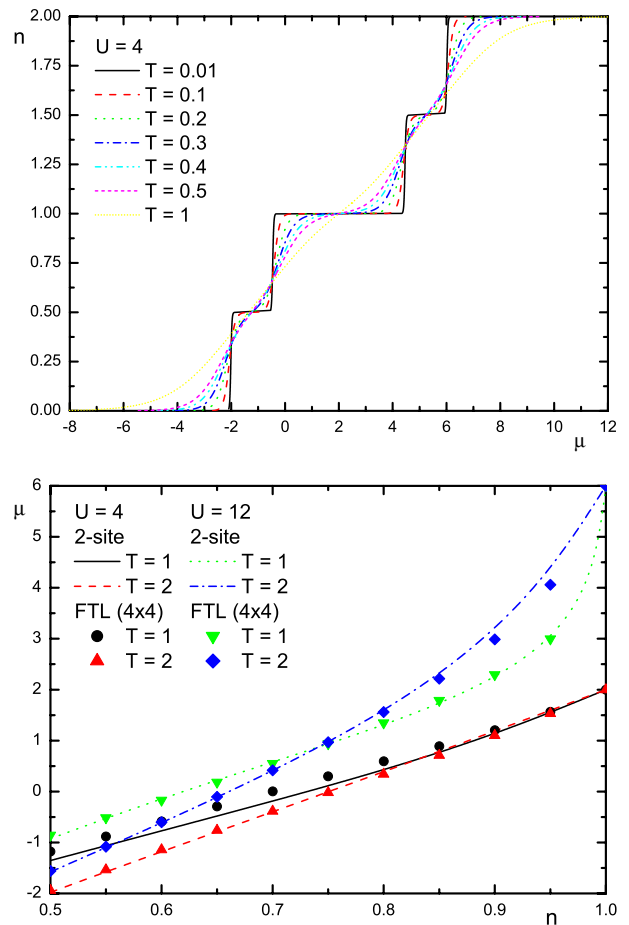 2.00
n
U = 4
T = 0.01
T = 0.1
T = 0.2
T = 0.3
T = 0.4
T = 0.5
T = 1
1.75
1.50
1.25
1.00
0.75
0.50
0.25
0.00
-8 -6 -4 -2 0 2 4 6 8 10 12
μ
6
μ
U = 4 U = 12
2-site 2-site
T = 1 T = 1
T = 2 T = 2
FTL (4x4) FTL (4x4)
T = 1 T = 1
T = 2 T = 2
5
4
3
2
1
0
-1
-2
0.5 0.6 0.7 0.8 0.9 1.0
n